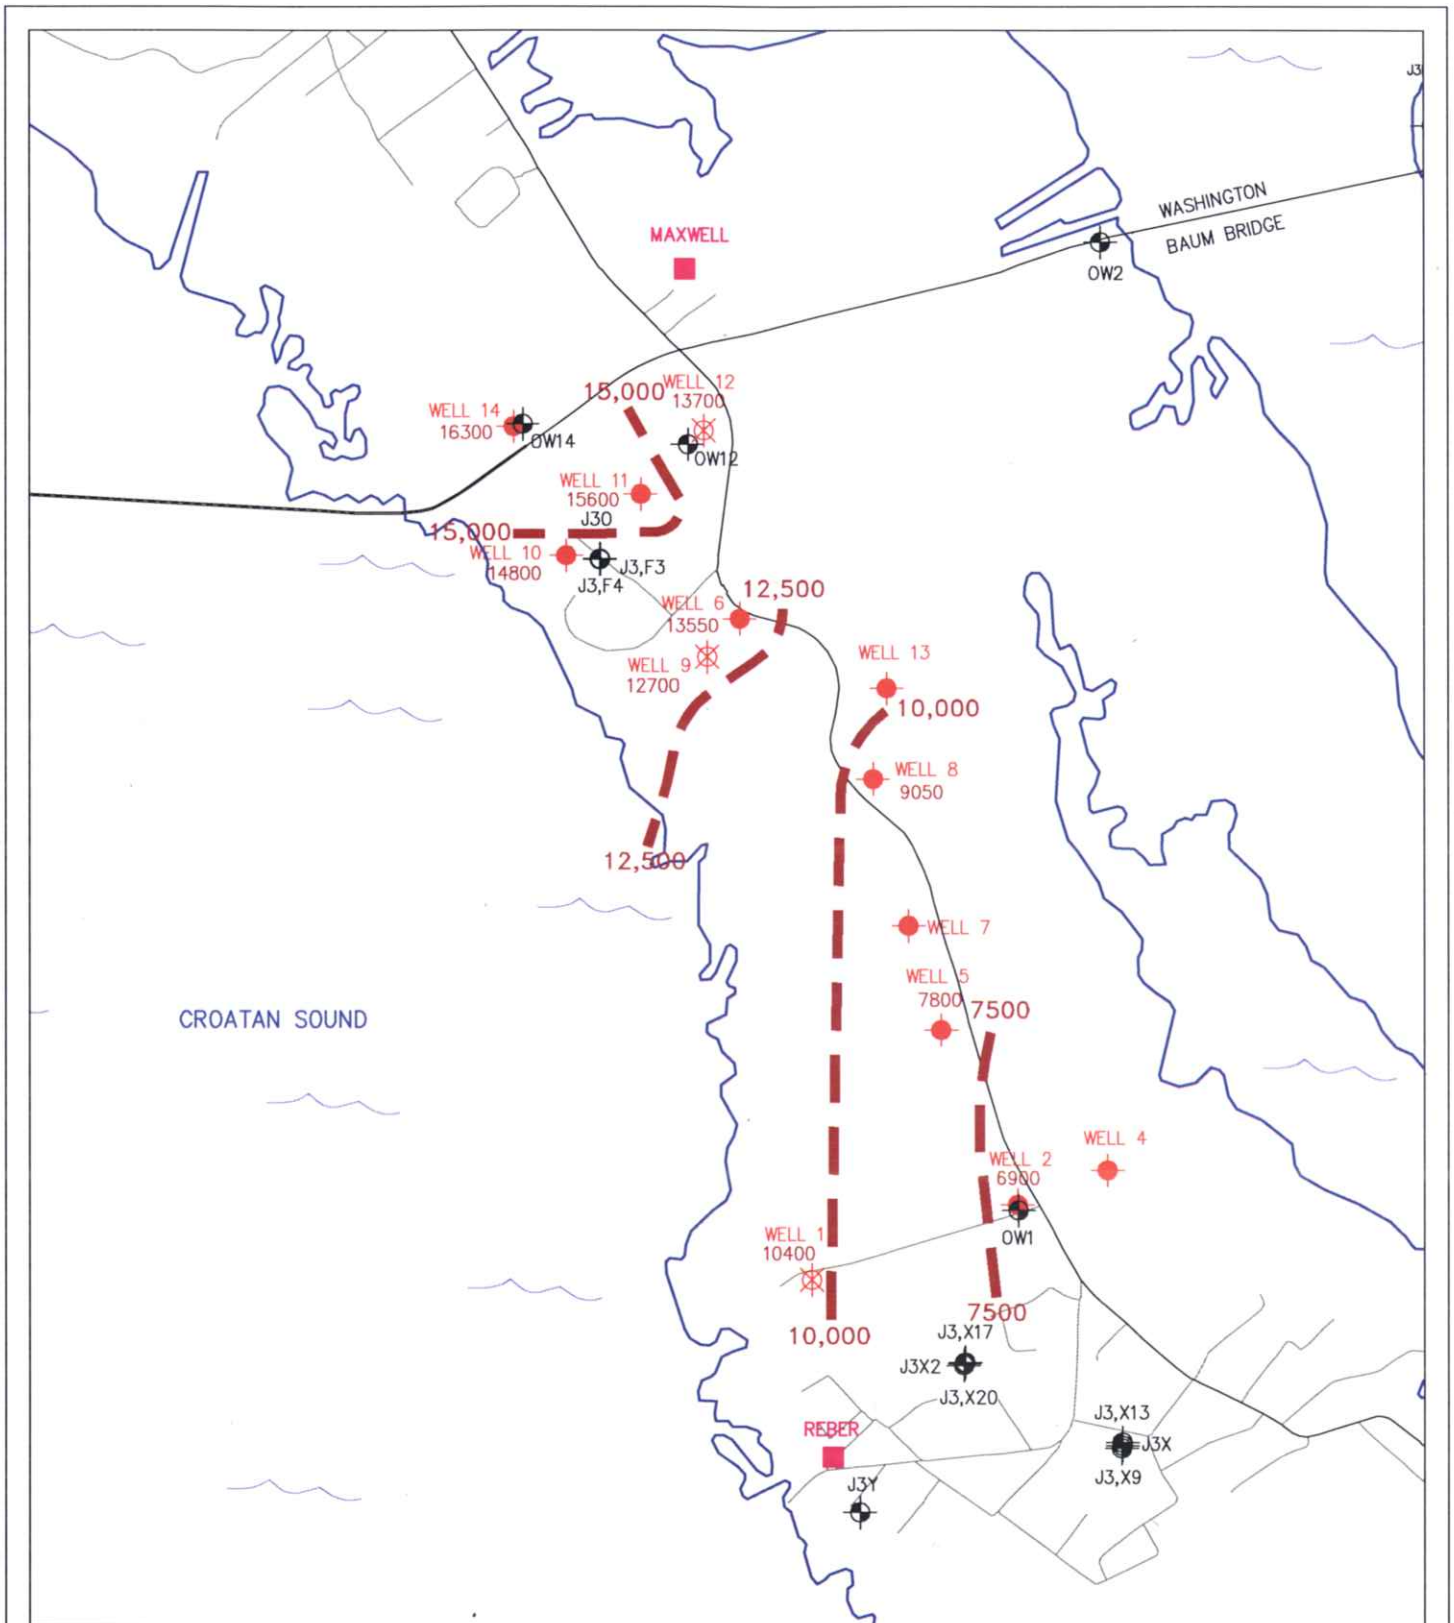 J3
WASHINGTON
BAUM BRIDGE
MAXWELL
OW2
15,000
WELL 12
13700
WELL 14
16300
OW14
OW12
WELL 11
15600
J30
15,000
WELL 10
14800
J3,F3
J3,F4
12,500
WELL 6
13550
WELL 13
WELL 9
12700
10,000
WELL 8
9050
12,500
WELL 7
WELL 5
7800
7500
CROATAN SOUND
WELL 4
WELL 2
6900
OW1
WELL 1
10400
7500
10,000
J3,X17
J3X2
J3,X20
J3,X13
REBER
J3X
J3,X9
J3Y